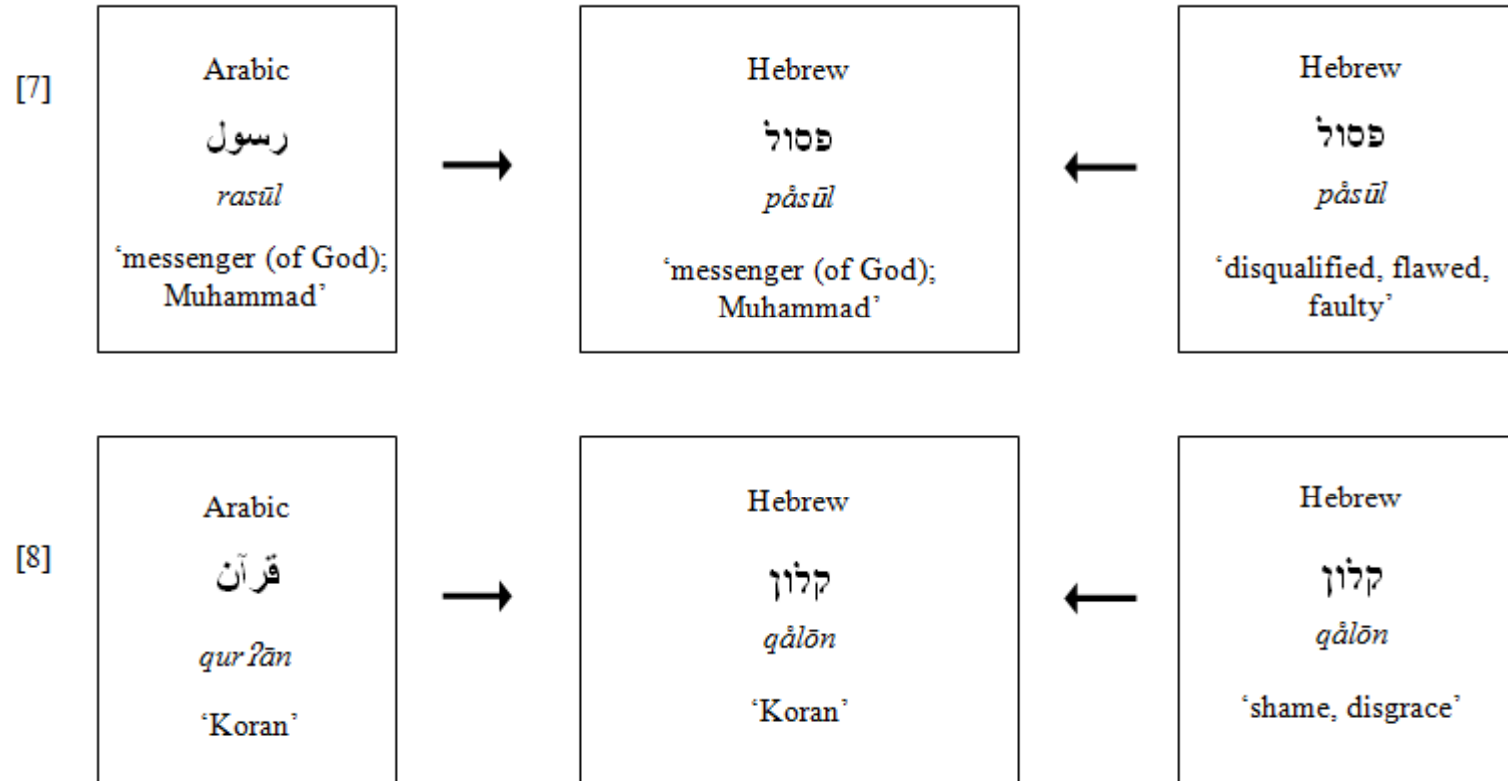 [7]
Arabic
رسول
rasūl
‘messenger (of God);
Muhammad’
Hebrew
פסול
påsūl
‘messenger (of God);
Muhammad’
Hebrew
פסול
påsūl
‘disqualified, flawed,
faulty’
[8]
Arabic
قرآن
qurʔān
‘Koran’
Hebrew
קלון
qålōn
‘Koran’
Hebrew
קלון
qålōn
‘shame, disgrace’